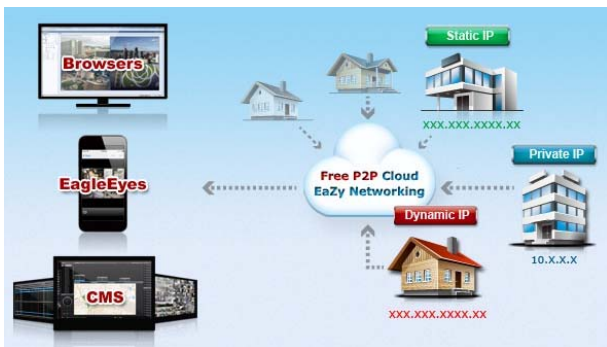 Browsers
EagleEyes
CMS
Free P2P Cloud
EaZy Networking
Static IP
XXX.XXX.XXXX.XX
Private IP
10.X.X.X
Dynamic IP
XXX.XXX.XXXX.XX